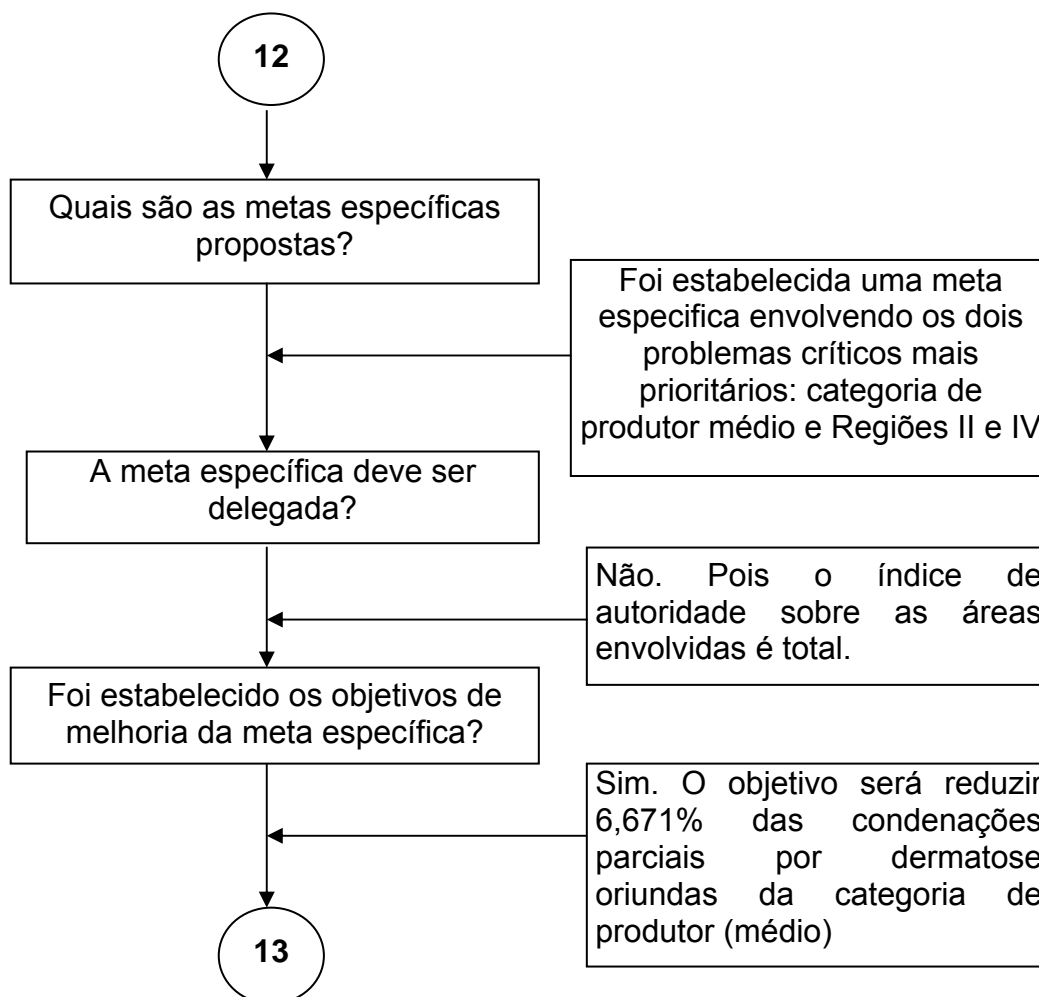 12
Quais são as metas específicas
propostas?
Foi estabelecida uma meta
especifica envolvendo os dois
problemas críticos mais
prioritários: categoria de
produtor médio e Regiões II e IV
A meta específica deve ser
delegada?
Não. Pois o índice de
autoridade sobre as áreas
envolvidas é total.
Foi estabelecido os objetivos de
melhoria da meta específica?
Sim. O objetivo será reduzir
6,671% das condenações
parciais por dermatose
oriundas da categoria de
produtor (médio)
13